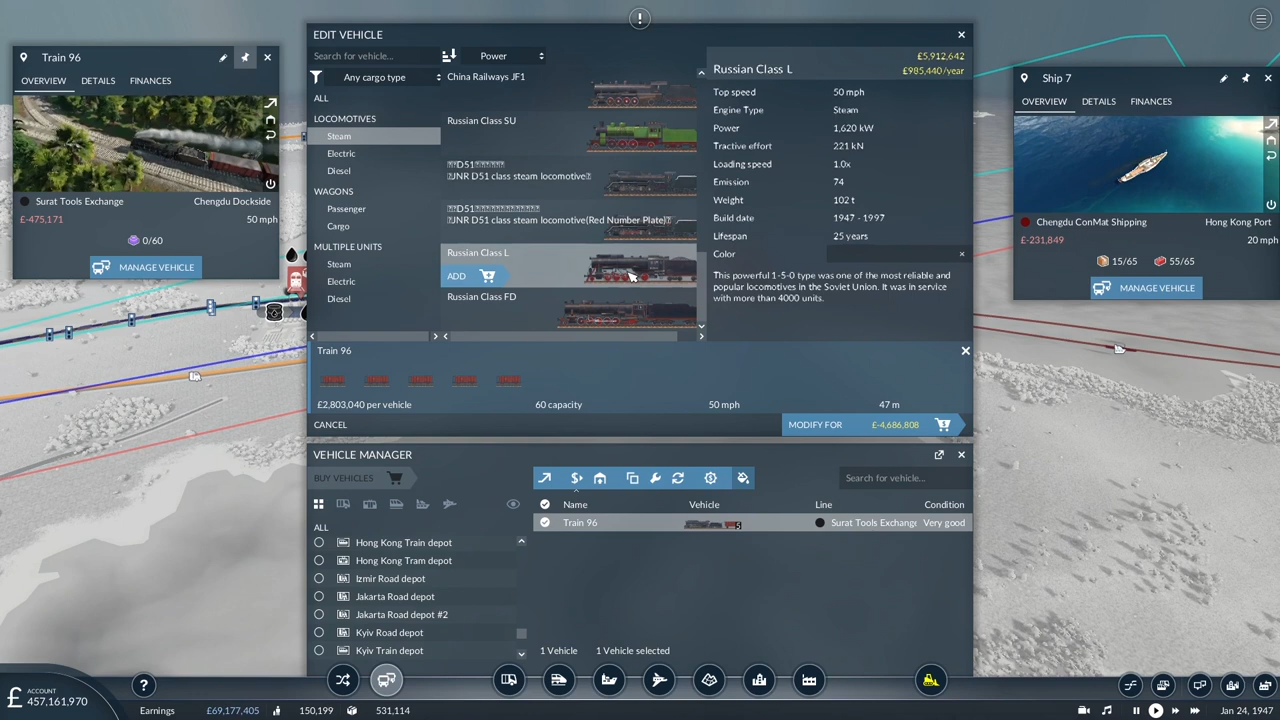 Train 96
OVERVIEW DETAILS FINANCES
Surat Tools Exchange Chengdu Dockside
£-475,171 50 mph
0/60
MANAGE VEHICLE
EDIT VEHICLE
Search for vehicle... Power
Any cargo type
ALL
LOCOMOTIVES
Steam
Electric
Diesel
WAGONS
Passenger
Cargo
MULTIPLE UNITS
Steam
Electric
Diesel
China Railways JF1
Russian Class SU
D51
JNR D51 class steam locomotive
D51
JNR D51 class steam locomotive(Red Number Plate)
Russian Class L
ADD
Russian Class FD
£5,912,642
Russian Class L
£985,440/year
Top speed 50 mph
Engine Type Steam
Power 1,620 kW
Tractive effort 221 kN
Loading speed 1.0x
Emission 74
Weight 102 t
Build date 1947 - 1997
Lifespan 25 years
Color
This powerful 1-5-0 type was one of the most reliable and
popular locomotives in the Soviet Union. It was in service
with more than 4000 units.
Train 96
£2,803,040 per vehicle 60 capacity 50 mph 47 m
CANCEL MODIFY FOR £-4,686,808
Ship 7
OVERVIEW DETAILS FINANCES
Chengdu ConMat Shipping Hong Kong Port
£-231,849 20 mph
15/65 55/65
MANAGE VEHICLE
VEHICLE MANAGER
BUY VEHICLES
Search for vehicle...
ALL
Hong Kong Train depot
Hong Kong Tram depot
Izmir Road depot
Jakarta Road depot
Jakarta Road depot #2
Kyiv Road depot
Kyiv Train depot
Name Vehicle Line Condition
Train 96 5 Surat Tools Exchange Very good
1 Vehicle 1 Vehicle selected
£ ACCOUNT
457,161,970
? Earnings £69,177,405 150,199 531,114
Jan 24, 1947